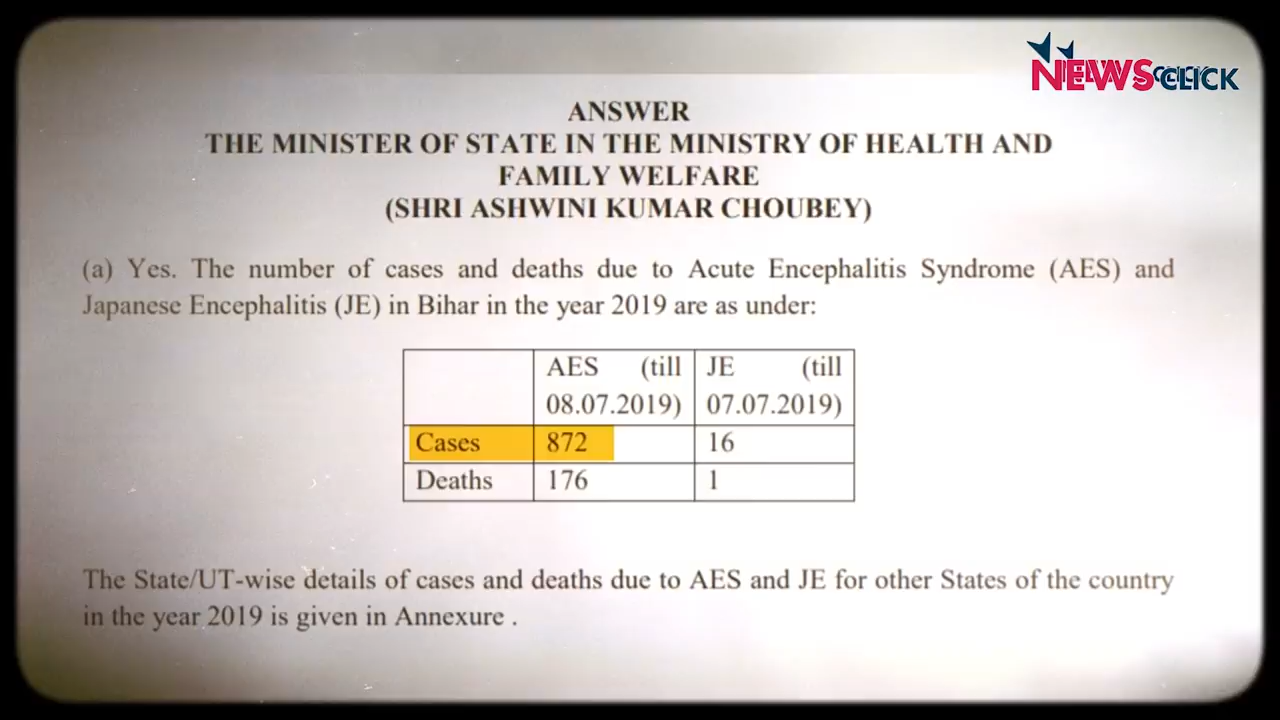 NEWSCLICK
ANSWER
THE MINISTER OF STATE IN THE MINISTRY OF HEALTH AND
FAMILY WELFARE
(SHRI ASHWINI KUMAR CHOUBEY)
(a) Yes. The number of cases and deaths due to Acute Encephalitis Syndrome (AES) and
Japanese Encephalitis (JE) in Bihar in the year 2019 are as under:
AES (till JE (till
08.07.2019) 07.07.2019)
Cases 872 16
Deaths 176 1
The State/UT-wise details of cases and deaths due to AES and JE for other States of the country
in the year 2019 is given in Annexure .